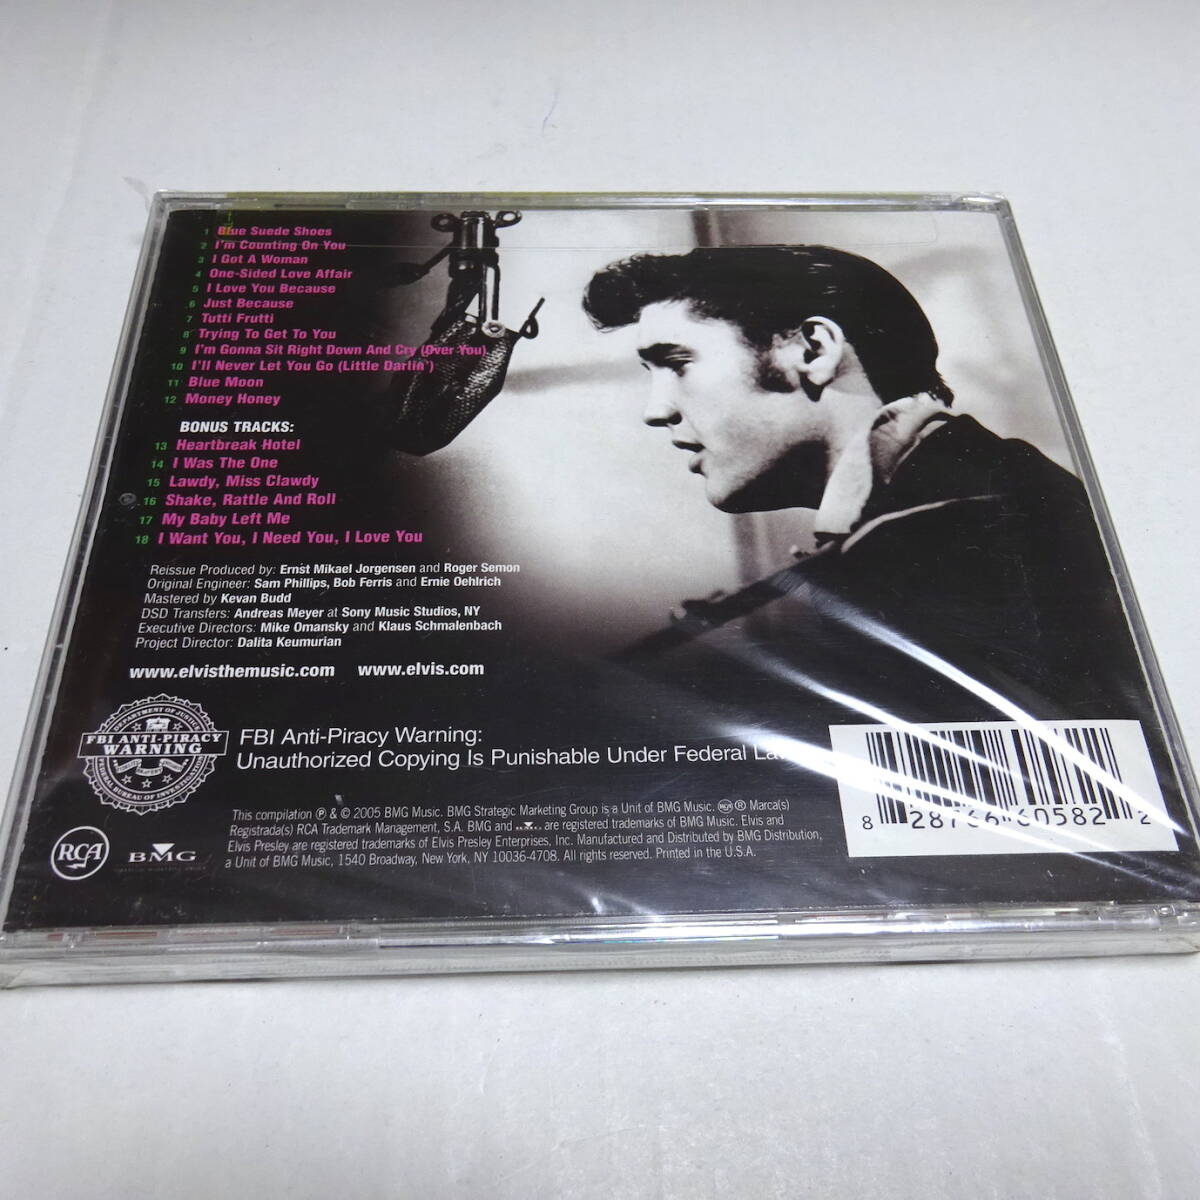 1 Blue Suede Shoes
2 I'm Counting On You
3 I Got A Woman
4 One-Sided Love Affair
5 I Love You Because
6 Just Because
7 Tutti Frutti
8 Trying To Get To You
9 I'm Gonna Sit Right Down And Cry (Over You)
10 I'll Never Let You Go (Little Darlin')
11 Blue Moon
12 Money Honey
BONUS TRACKS:
13 Heartbreak Hotel
14 I Was The One
15 Lawdy, Miss Clawdy
16 Shake, Rattle And Roll
17 My Baby Left Me
18 I Want You, I Need You, I Love You
Reissue Produced by: Ernst Mikael Jorgensen and Roger Semon
Original Engineer: Sam Phillips, Bob Ferris and Ernie Oehlrich
Mastered by Kevan Budd
DSD Transfers: Andreas Meyer at Sony Music Studios, NY
Executive Directors: Mike Omansky and Klaus Schmalenbach
Project Director: Dalita Keumurian
www.elvisthemusic.com www.elvis.com
DEPARTMENT OF JUSTICE
FBI ANTI-PIRACY
WARNING
FEDERAL BUREAU OF INVESTIGATION
FBI Anti-Piracy Warning:
Unauthorized Copying Is Punishable Under Federal
This compilation ℗ & © 2005 BMG Music. BMG Strategic Marketing Group is a Unit of BMG Music. RCA ® Marca(s)
Registrada(s) RCA Trademark Management, S.A. BMG and are registered trademarks of BMG Music. Elvis and
Elvis Presley are registered trademarks of Elvis Presley Enterprises, Inc. Manufactured and Distributed by BMG Distribution,
a Unit of BMG Music, 1540 Broadway, New York, NY 10036-4708. All rights reserved. Printed in the U.S.A.
RCA
BMG
8 28766 60582 2